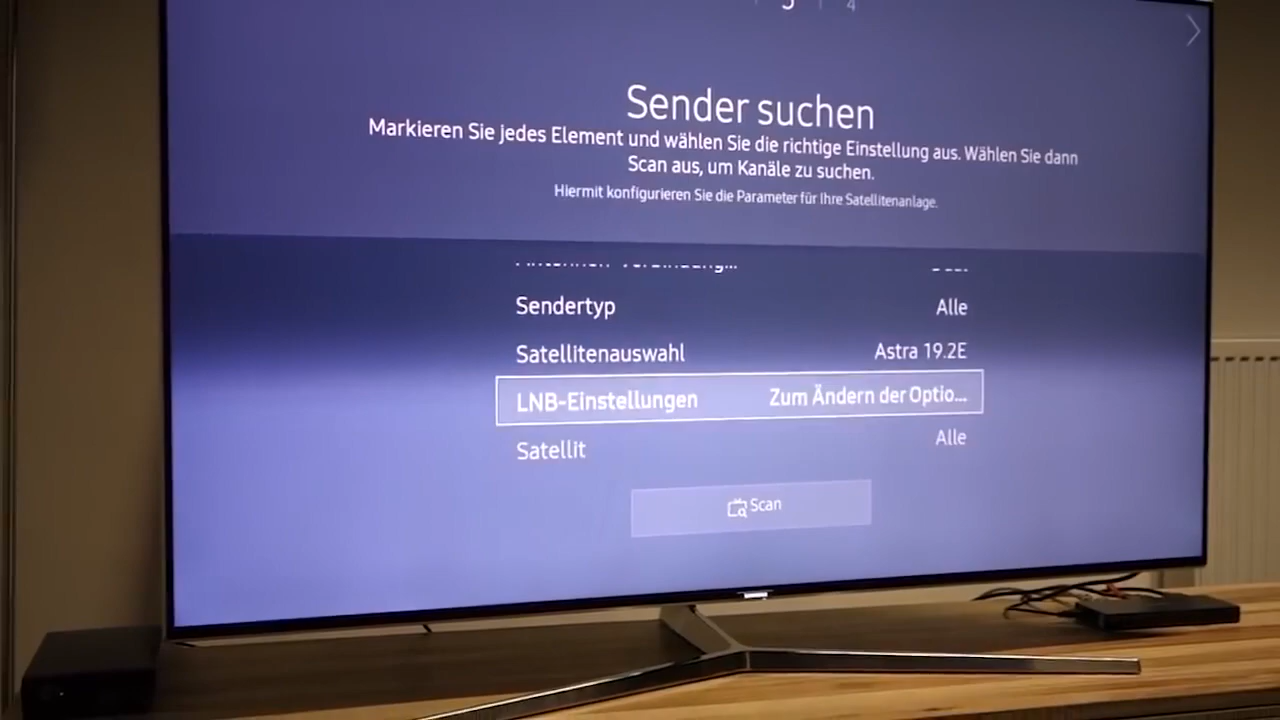 4
Sender suchen
Markieren Sie jedes Element und wählen Sie die richtige Einstellung aus. Wählen Sie dann
Scan aus, um Kanäle zu suchen.
Hiermit konfigurieren Sie die Parameter für Ihre Satellitenanlage.
Sendertyp Alle
Satellitenauswahl Astra 19.2E
LNB-Einstellungen Zum Ändern der Optio...
Satellit Alle
Scan